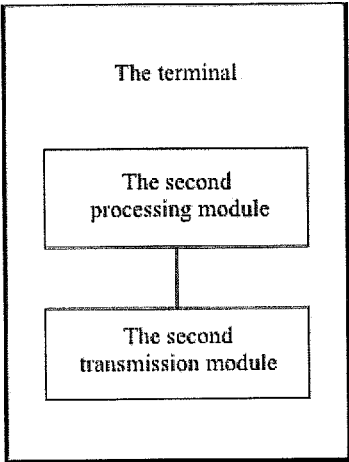 The terminal
The second
processing module
The second
transmission module